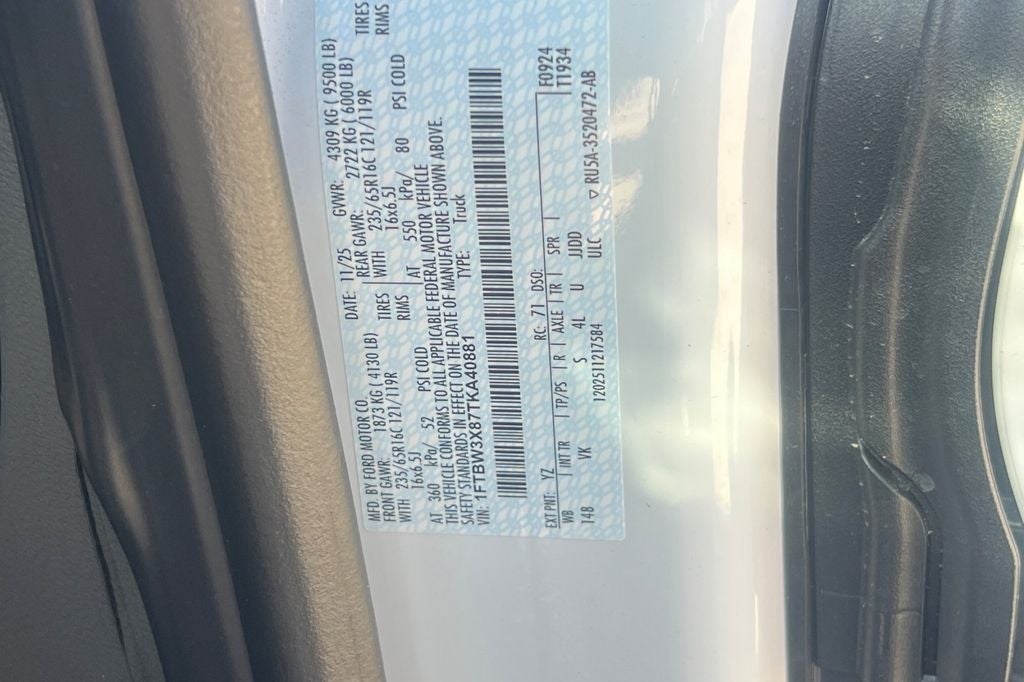 MFD. BY FORD MOTOR CO. DATE: 11/25 GVWR: 4309 KG ( 9500 LB)
FRONT GAWR: 1873 KG ( 4130 LB) REAR GAWR: 2722 KG ( 6000 LB)
WITH 235/65R16C 121/119R TIRES WITH 235/65R16C 121/119R TIRES
16x6.5J RIMS 16x6.5J RIMS
AT 360 kPa/ 52 PSI COLD AT 550 kPa/ 80 PSI COLD
THIS VEHICLE CONFORMS TO ALL APPLICABLE FEDERAL MOTOR VEHICLE
SAFETY STANDARDS IN EFFECT ON THE DATE OF MANUFACTURE SHOWN ABOVE.
VIN: 1FTBW3X87TKA40881 TYPE: Truck
EXT PNT: YZ RC: 71 DSO: F0924
WB INT TR TP/PS R AXLE TR SPR T1934
148 VK S 4L U JJDD
1202511217584 UIC ▽ RU5A-3520472-AB